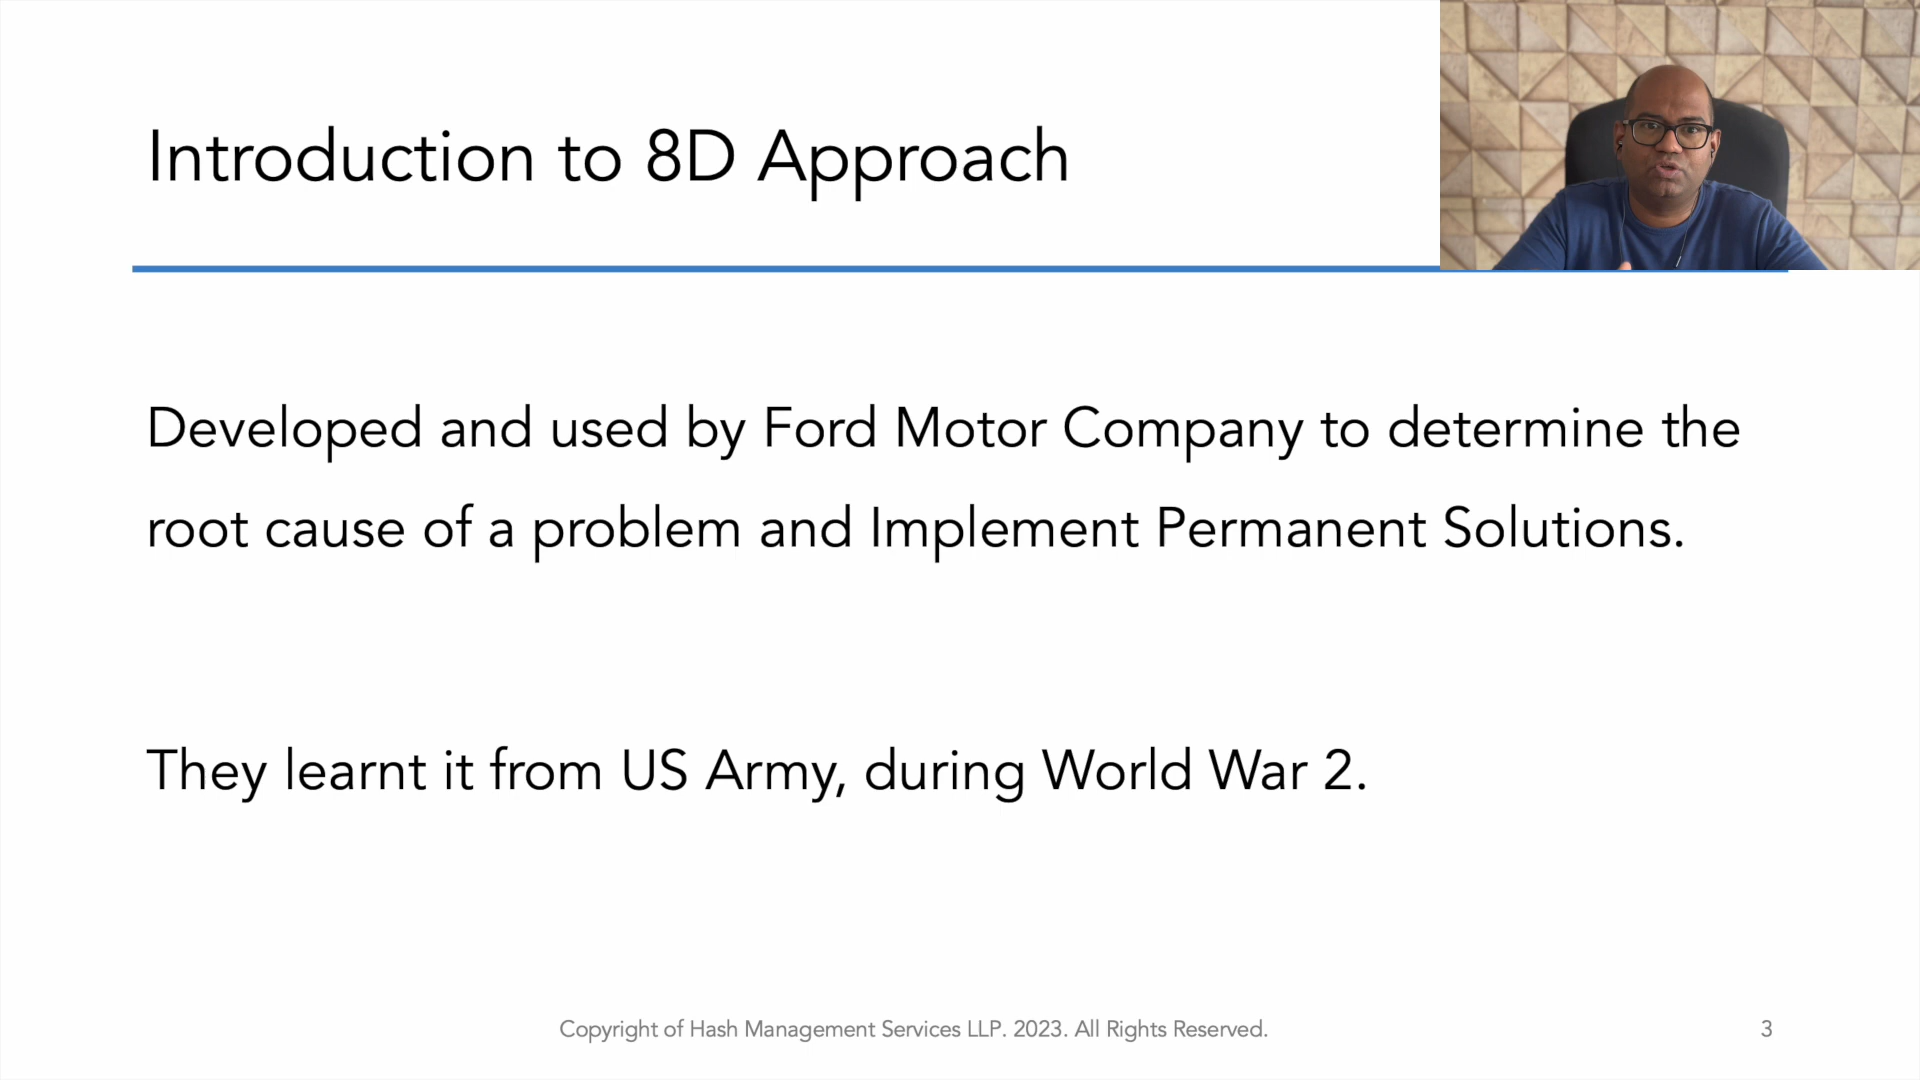 Introduction to 8D Approach
Developed and used by Ford Motor Company to determine the
root cause of a problem and Implement Permanent Solutions.
They learnt it from US Army, during World War 2.
Copyright of Hash Management Services LLP. 2023. All Rights Reserved.
3